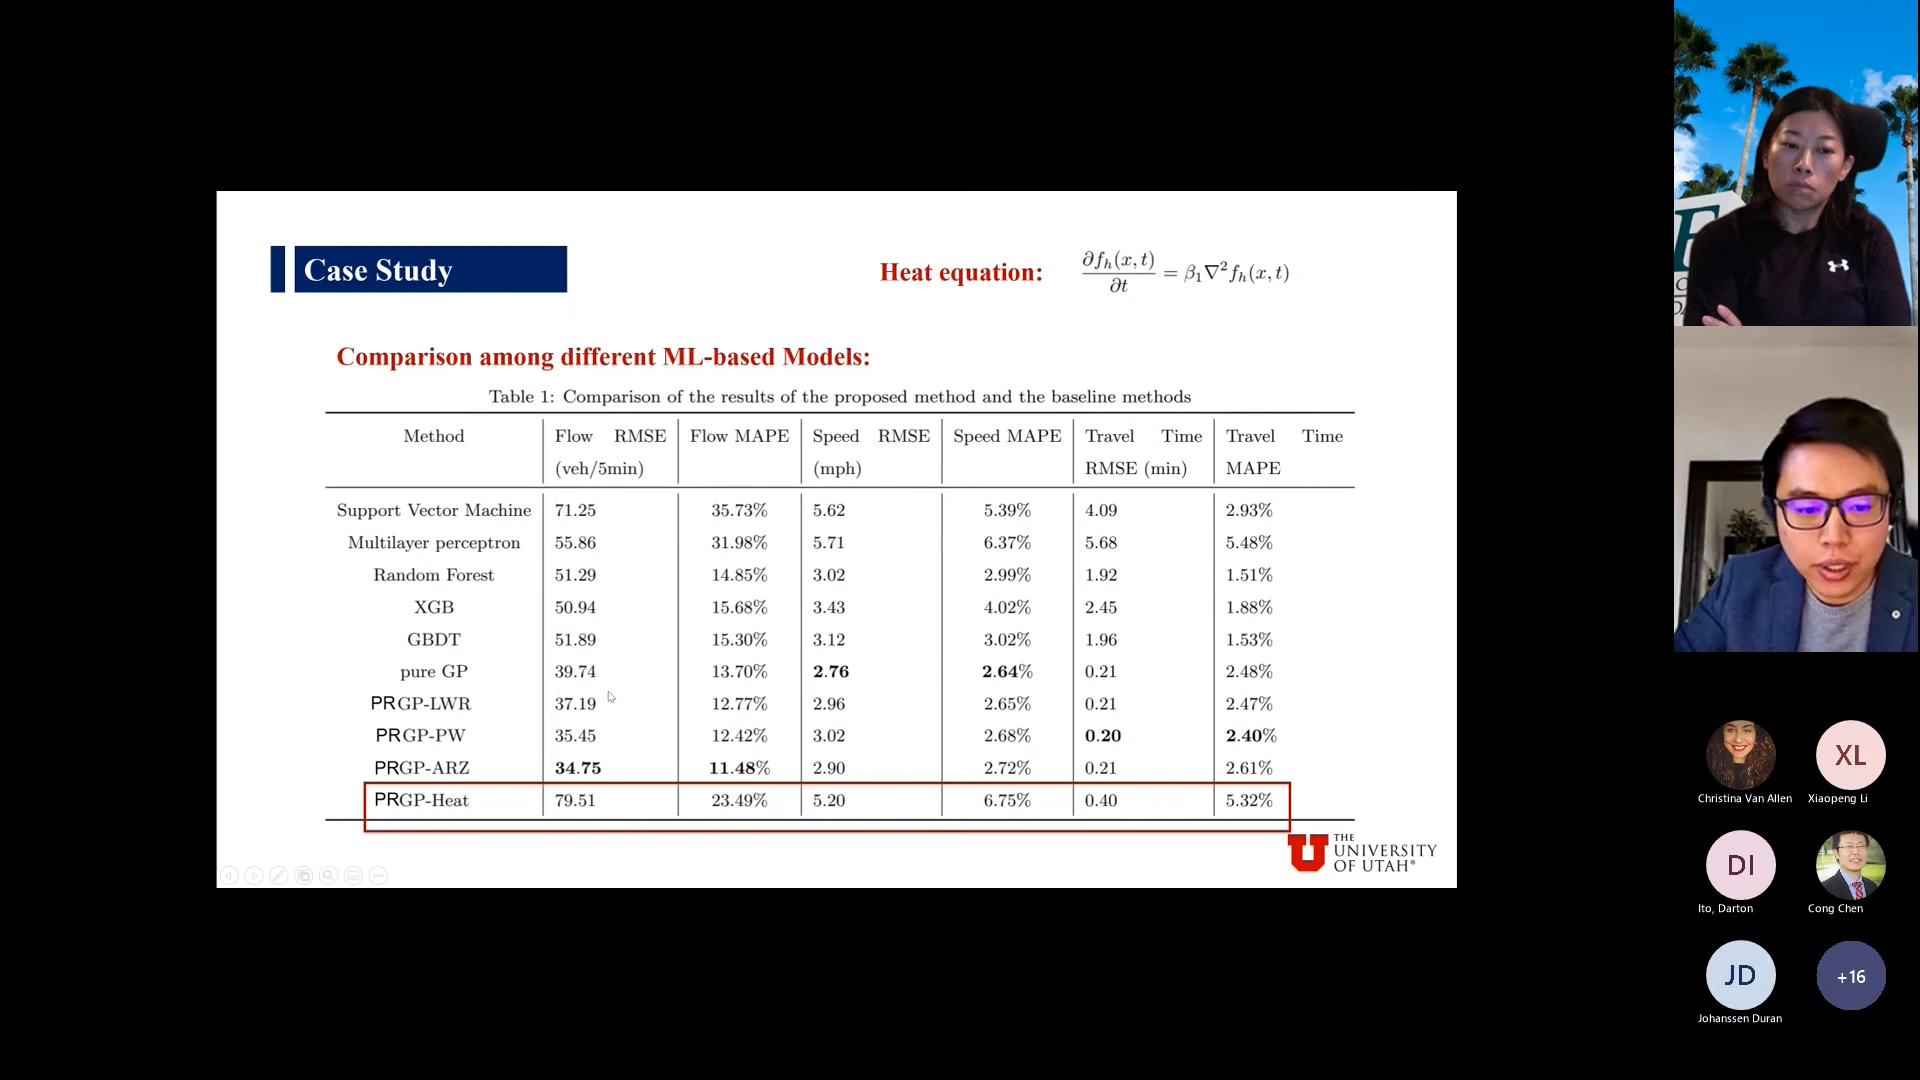 Case Study
Heat equation: ∂f_h(x, t)/∂t = β₁∇²f_h(x, t)
Comparison among different ML-based Models:
Table 1: Comparison of the results of the proposed method and the baseline methods
Method Flow RMSE (veh/5min) Flow MAPE Speed RMSE (mph) Speed MAPE Travel Time RMSE (min) Travel Time MAPE
Support Vector Machine 71.25 35.73% 5.62 5.39% 4.09 2.93%
Multilayer perceptron 55.86 31.98% 5.71 6.37% 5.68 5.48%
Random Forest 51.29 14.85% 3.02 2.99% 1.92 1.51%
XGB 50.94 15.68% 3.43 4.02% 2.45 1.88%
GBDT 51.89 15.30% 3.12 3.02% 1.96 1.53%
pure GP 39.74 13.70% 2.76 2.64% 0.21 2.48%
PRGP-LWR 37.19 12.77% 2.96 2.65% 0.21 2.47%
PRGP-PW 35.45 12.42% 3.02 2.68% 0.20 2.40%
PRGP-ARZ 34.75 11.48% 2.90 2.72% 0.21 2.61%
PRGP-Heat 79.51 23.49% 5.20 6.75% 0.40 5.32%
THE
UNIVERSITY
OF UTAH®
Christina Van Allen
XL
Xiaopeng Li
DI
Ito, Darton
Cong Chen
JD
Johanssen Duran
+16